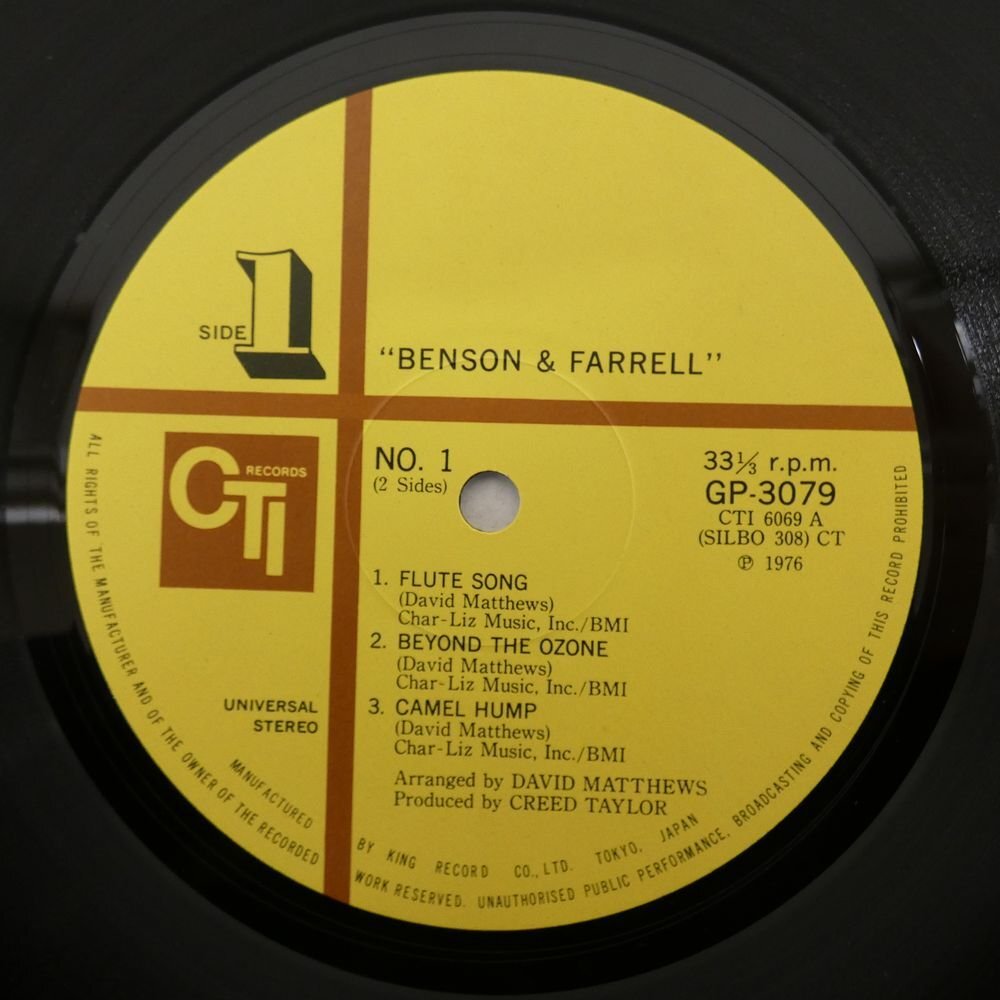 SIDE 1
"BENSON & FARRELL"
CTI RECORDS
NO. 1
(2 Sides)
33⅓ r.p.m.
GP-3079
CTI 6069 A
(SILBO 308) CT
℗ 1976
1. FLUTE SONG
(David Matthews)
Char-Liz Music, Inc./BMI
2. BEYOND THE OZONE
(David Matthews)
Char-Liz Music, Inc./BMI
3. CAMEL HUMP
(David Matthews)
Char-Liz Music, Inc./BMI
Arranged by DAVID MATTHEWS
Produced by CREED TAYLOR
UNIVERSAL
STEREO
MANUFACTURED BY KING RECORD CO., LTD. TOKYO, JAPAN
ALL RIGHTS OF THE MANUFACTURER AND OF THE OWNER OF THE RECORDED WORK RESERVED. UNAUTHORISED PUBLIC PERFORMANCE, BROADCASTING AND COPYING OF THIS RECORD PROHIBITED